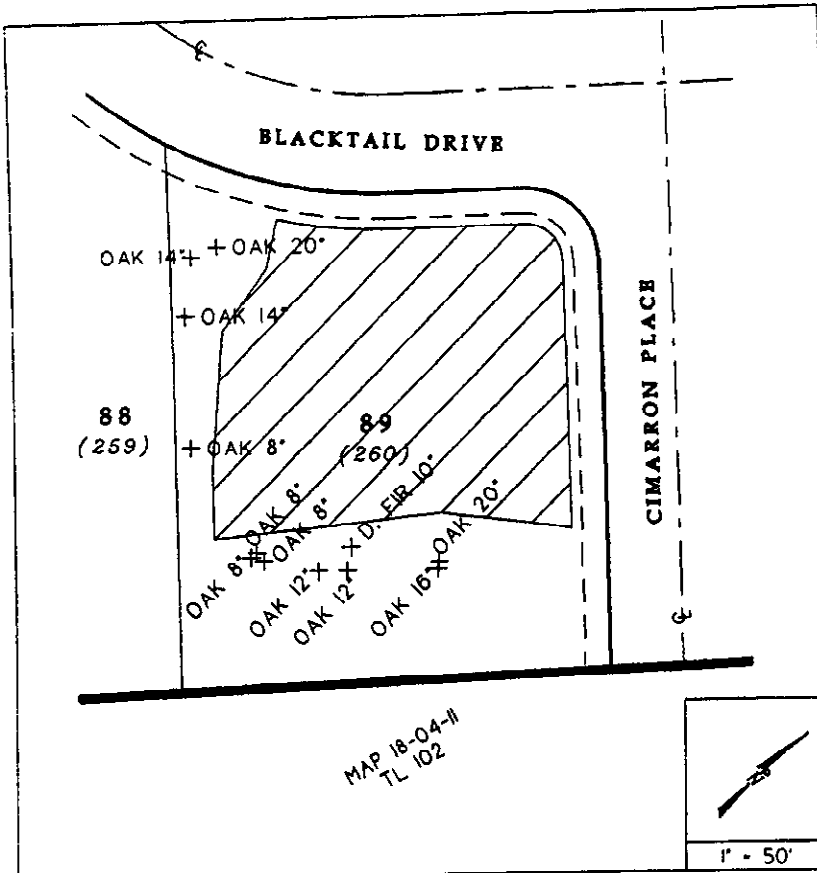 ℄
BLACKTAIL DRIVE
OAK 14" + OAK 20"
+ OAK 14"
CIMARRON PLACE
88
(259)
+ OAK 8"
89
(260)
OAK 8"
OAK 8"
OAK 8"
D. FIR 10"
OAK 20"
OAK 12"
OAK 12"
OAK 16"
℄
MAP 18-04-11
TL 102
1" = 50'